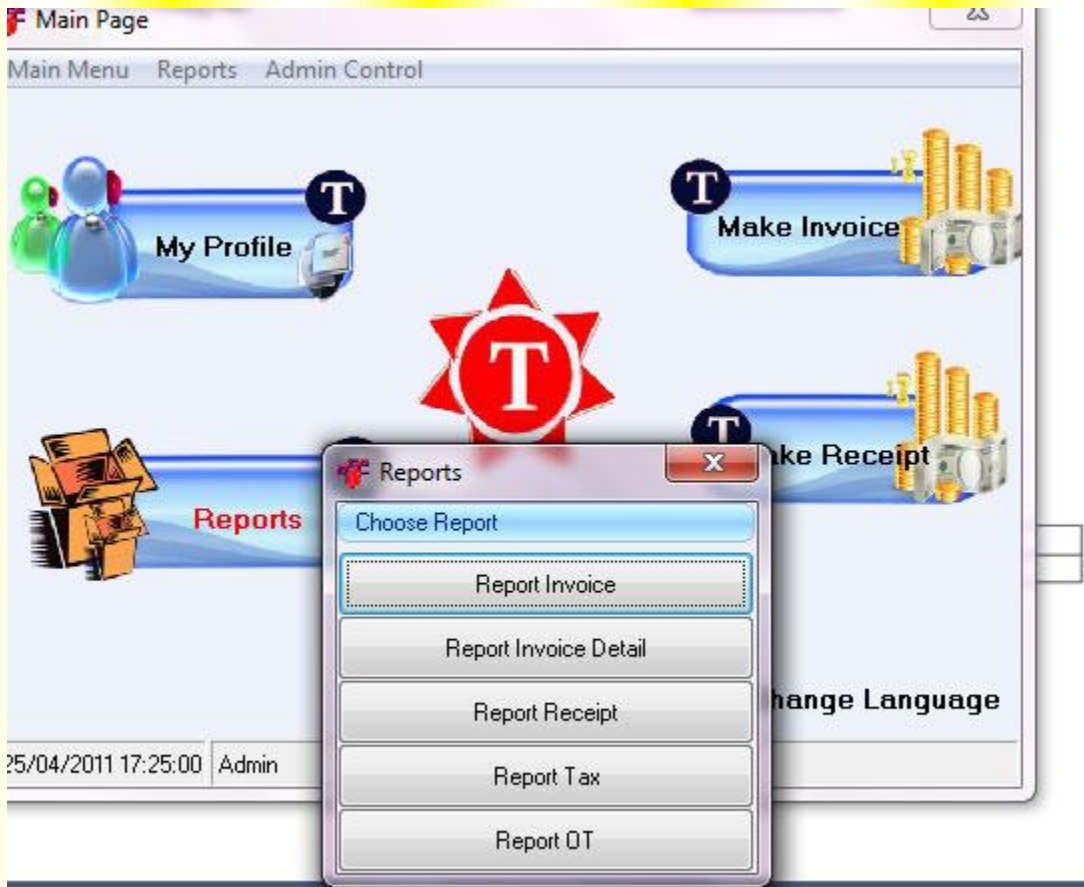 Main Page
Main Menu Reports Admin Control
T
My Profile
T
Make Invoice
T
T
Reports
Reports
Choose Report
Report Invoice
Report Invoice Detail
Report Receipt
Report Tax
Report OT
ke Receipt
hange Language
25/04/2011 17:25:00 Admin